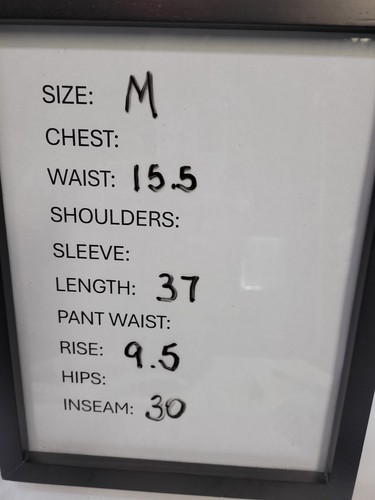 SIZE: M
CHEST:
WAIST: 15.5
SHOULDERS:
SLEEVE:
LENGTH: 37
PANT WAIST:
RISE: 9.5
HIPS:
INSEAM: 30